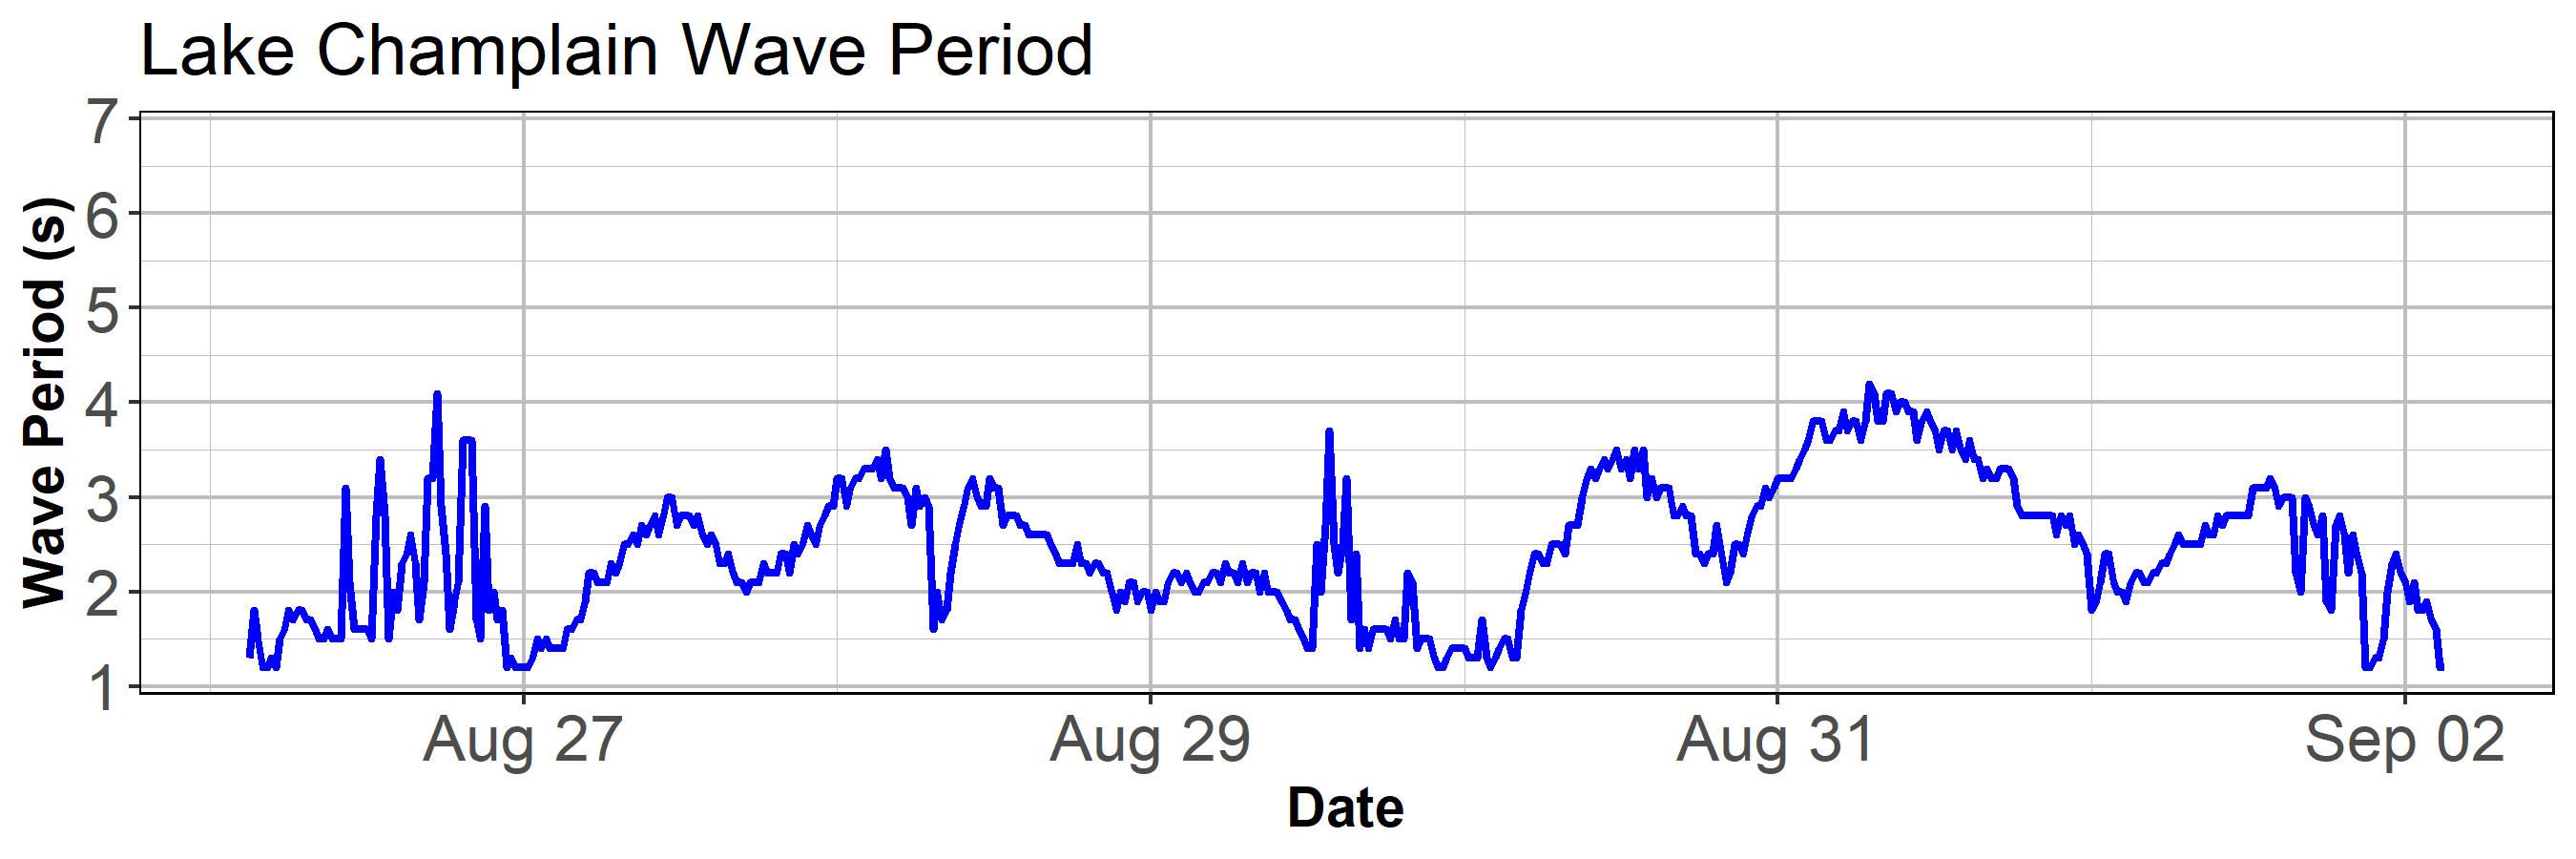 Lake Champlain Wave Period
Wave Period (s)
7
6
5
4
3
2
1
Aug 27
Aug 29
Aug 31
Sep 02
Date